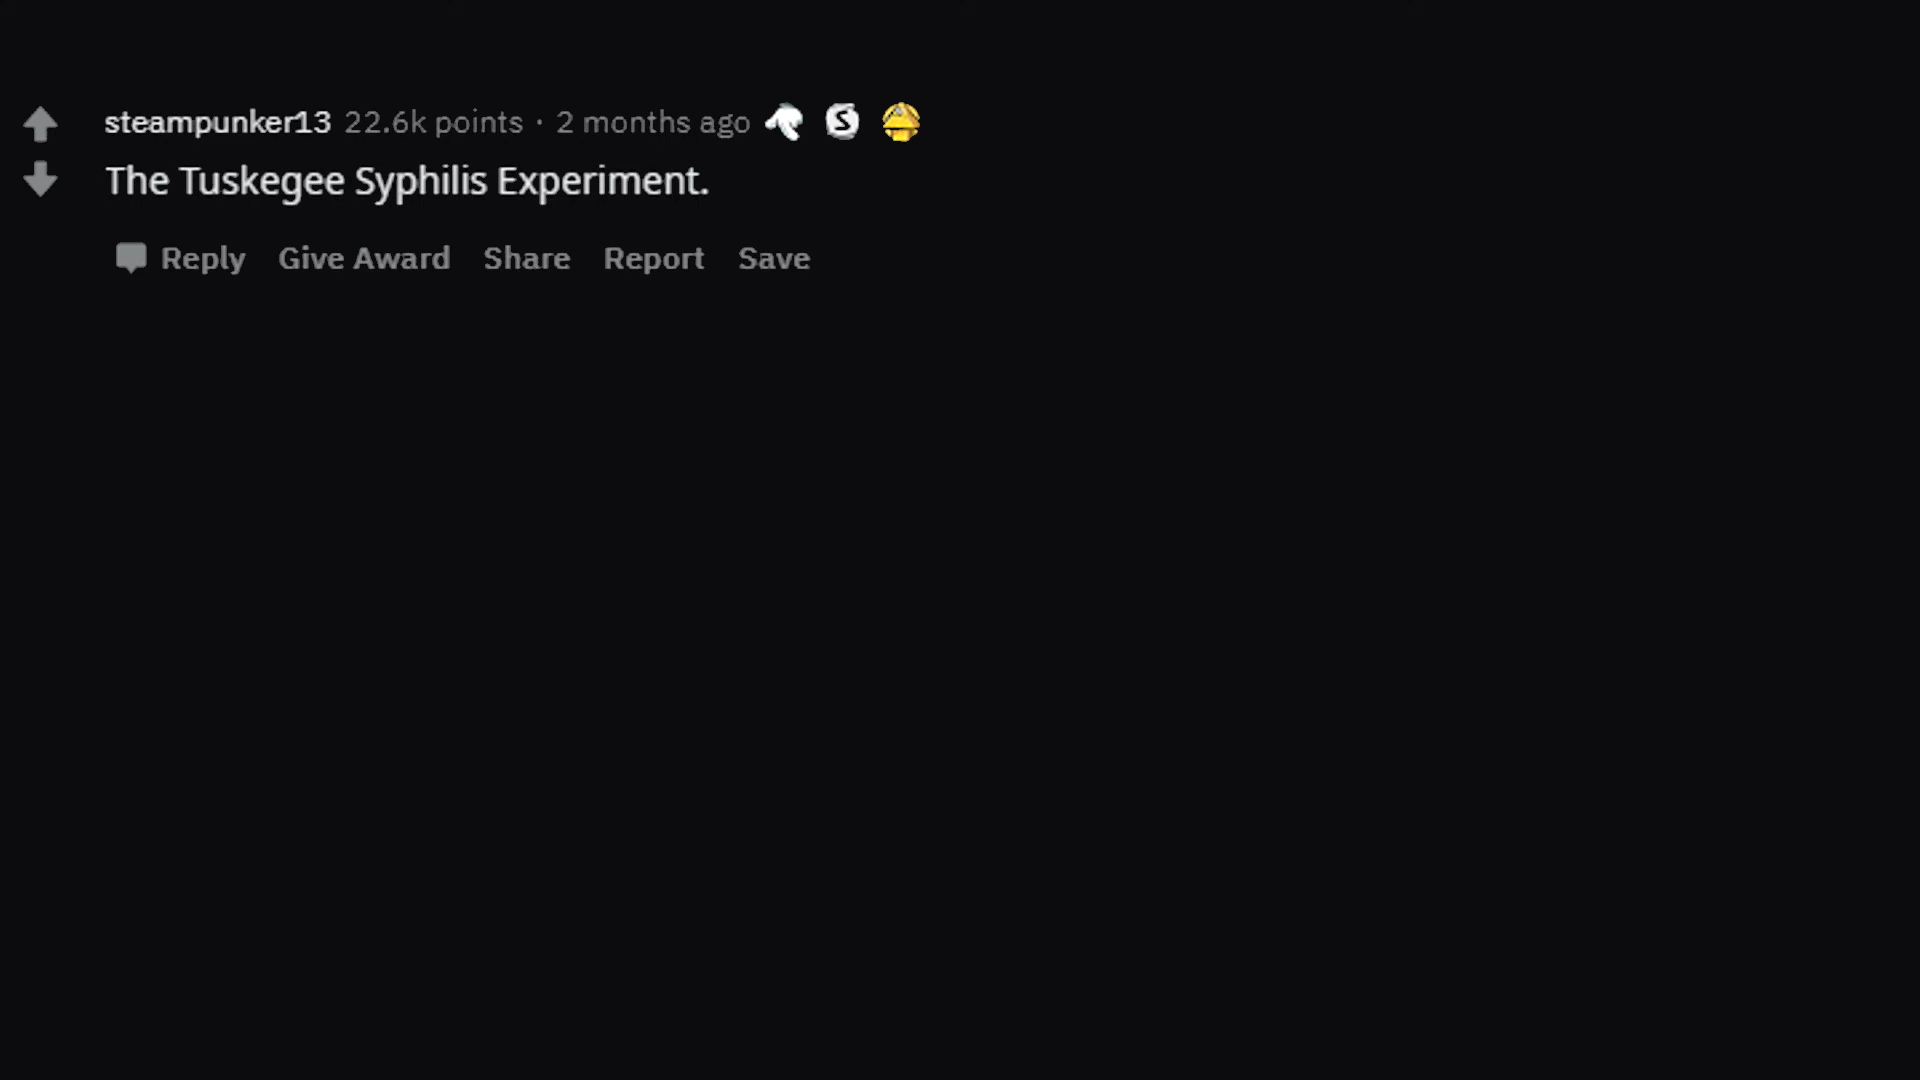 steampunker13 22.6k points · 2 months ago S
The Tuskegee Syphilis Experiment.
Reply Give Award Share Report Save